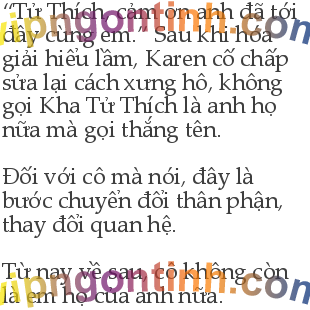 “Tử Thích, cảm ơn anh đã tới
đây cùng em.” Sau khi hóa
giải hiểu lầm, Karen cố chấp
sửa lại cách xưng hô, không
gọi Kha Tử Thích là anh họ
nữa mà gọi thẳng tên.
Đối với cô mà nói, đây là
bước chuyển đổi thân phận,
thay đổi quan hệ.
Từ nay về sau, cô không còn
là em họ của anh nữa.
vipngontinh.com
vipngontinh.com